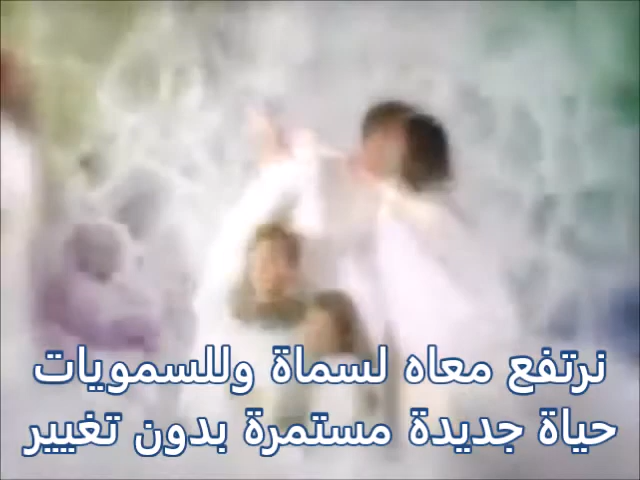 نرتفع معاه لسماة وللسمويات
حياة جديدة مستمرة بدون تغيير